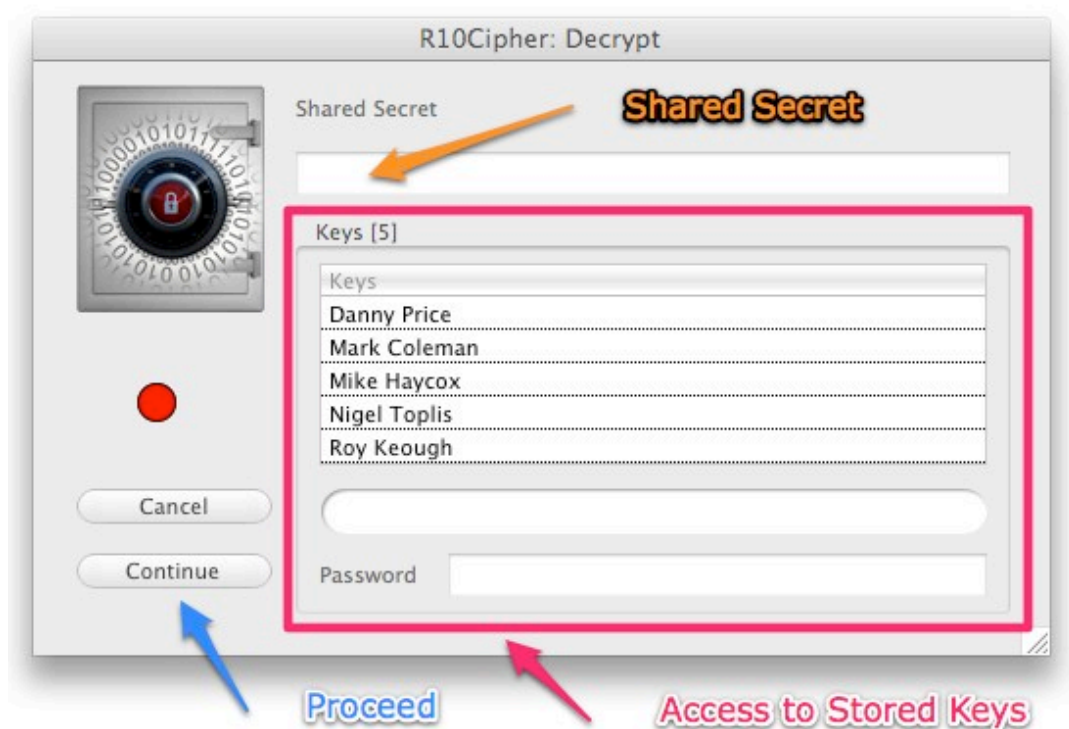 R10Cipher: Decrypt
Shared Secret
Shared Secret
Keys [5]
Keys
Danny Price
Mark Coleman
Mike Haycox
Nigel Toplis
Roy Keough
Cancel
Continue
Password
Proceed
Access to Stored Keys